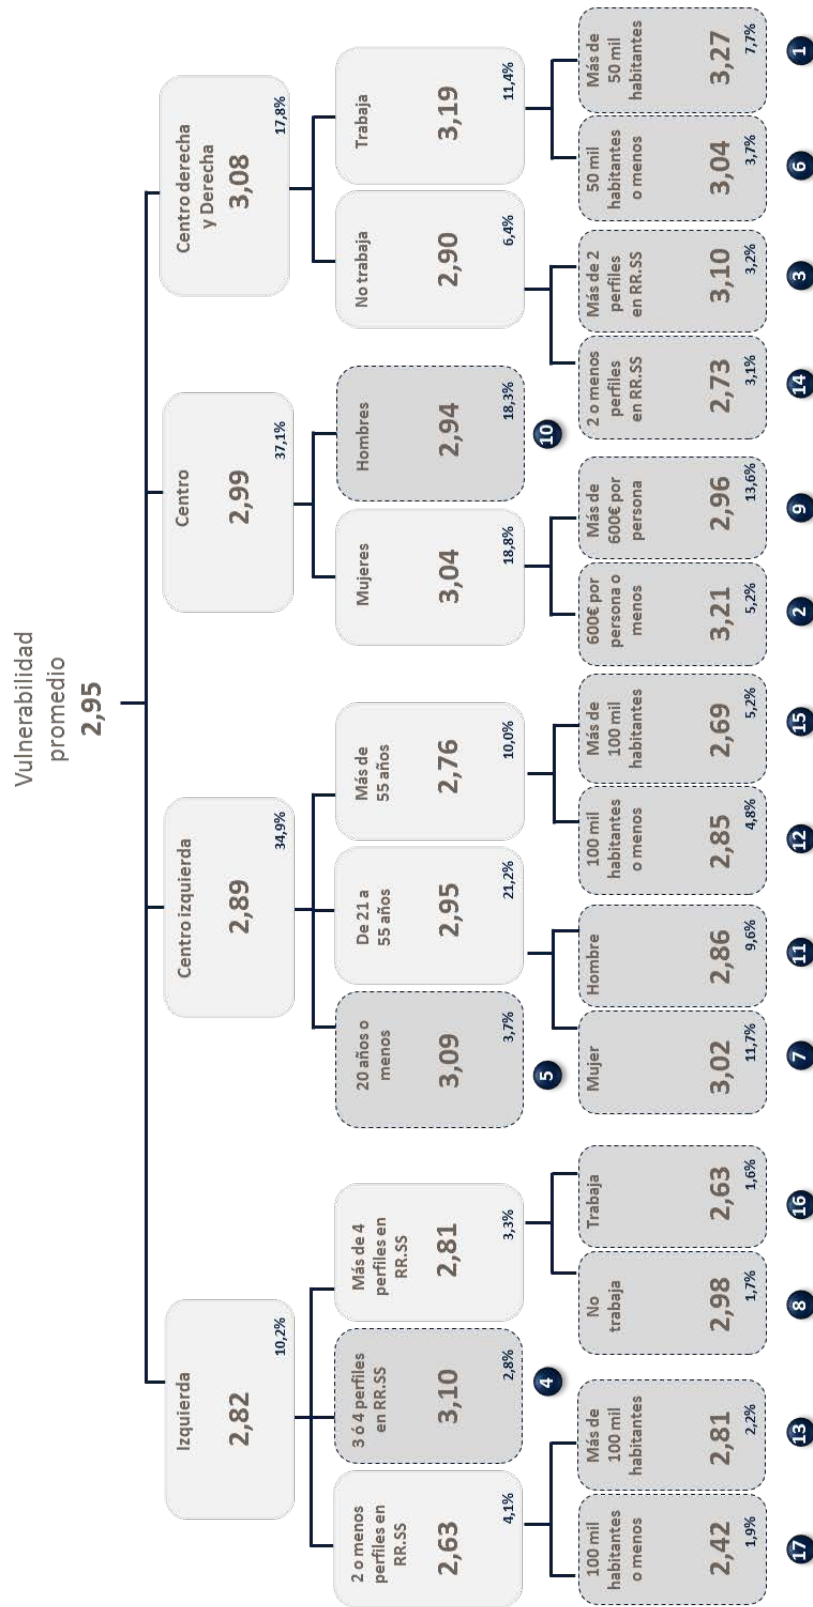 Vulnerabilidad
promedio
2,95
Izquierda
2,82
10,2%
Centro izquierda
2,89
34,9%
Centro
2,99
37,1%
Centro derecha
y Derecha
3,08
17,8%
2 o menos
perfiles en
RR.SS
2,63
4,1%
3 ó 4 perfiles
en RR.SS
3,10
2,8%
4
Más de 4
perfiles en
RR.SS
2,81
3,3%
20 años o
menos
3,09
3,7%
5
De 21 a
55 años
2,95
21,2%
Más de
55 años
2,76
10,0%
Mujeres
3,04
18,8%
Hombres
2,94
18,3%
10
No trabaja
2,90
6,4%
Trabaja
3,19
11,4%
100 mil
habitantes
o menos
2,42
1,9%
17
Más de
100 mil
habitantes
2,81
2,2%
13
No
trabaja
2,98
1,7%
8
Trabaja
2,63
1,6%
16
Mujer
3,02
11,7%
7
Hombre
2,86
9,6%
11
100 mil
habitantes
o menos
2,85
4,8%
12
Más de
100 mil
habitantes
2,69
5,2%
15
600€ por
persona o
menos
3,21
5,2%
2
Más de
600€ por
persona
2,96
13,6%
9
2 o menos
perfiles
en RR.SS
2,73
3,1%
14
Más de 2
perfiles
en RR.SS
3,10
3,2%
3
50 mil
habitantes
o menos
3,04
3,7%
6
Más de
50 mil
habitantes
3,27
7,7%
1